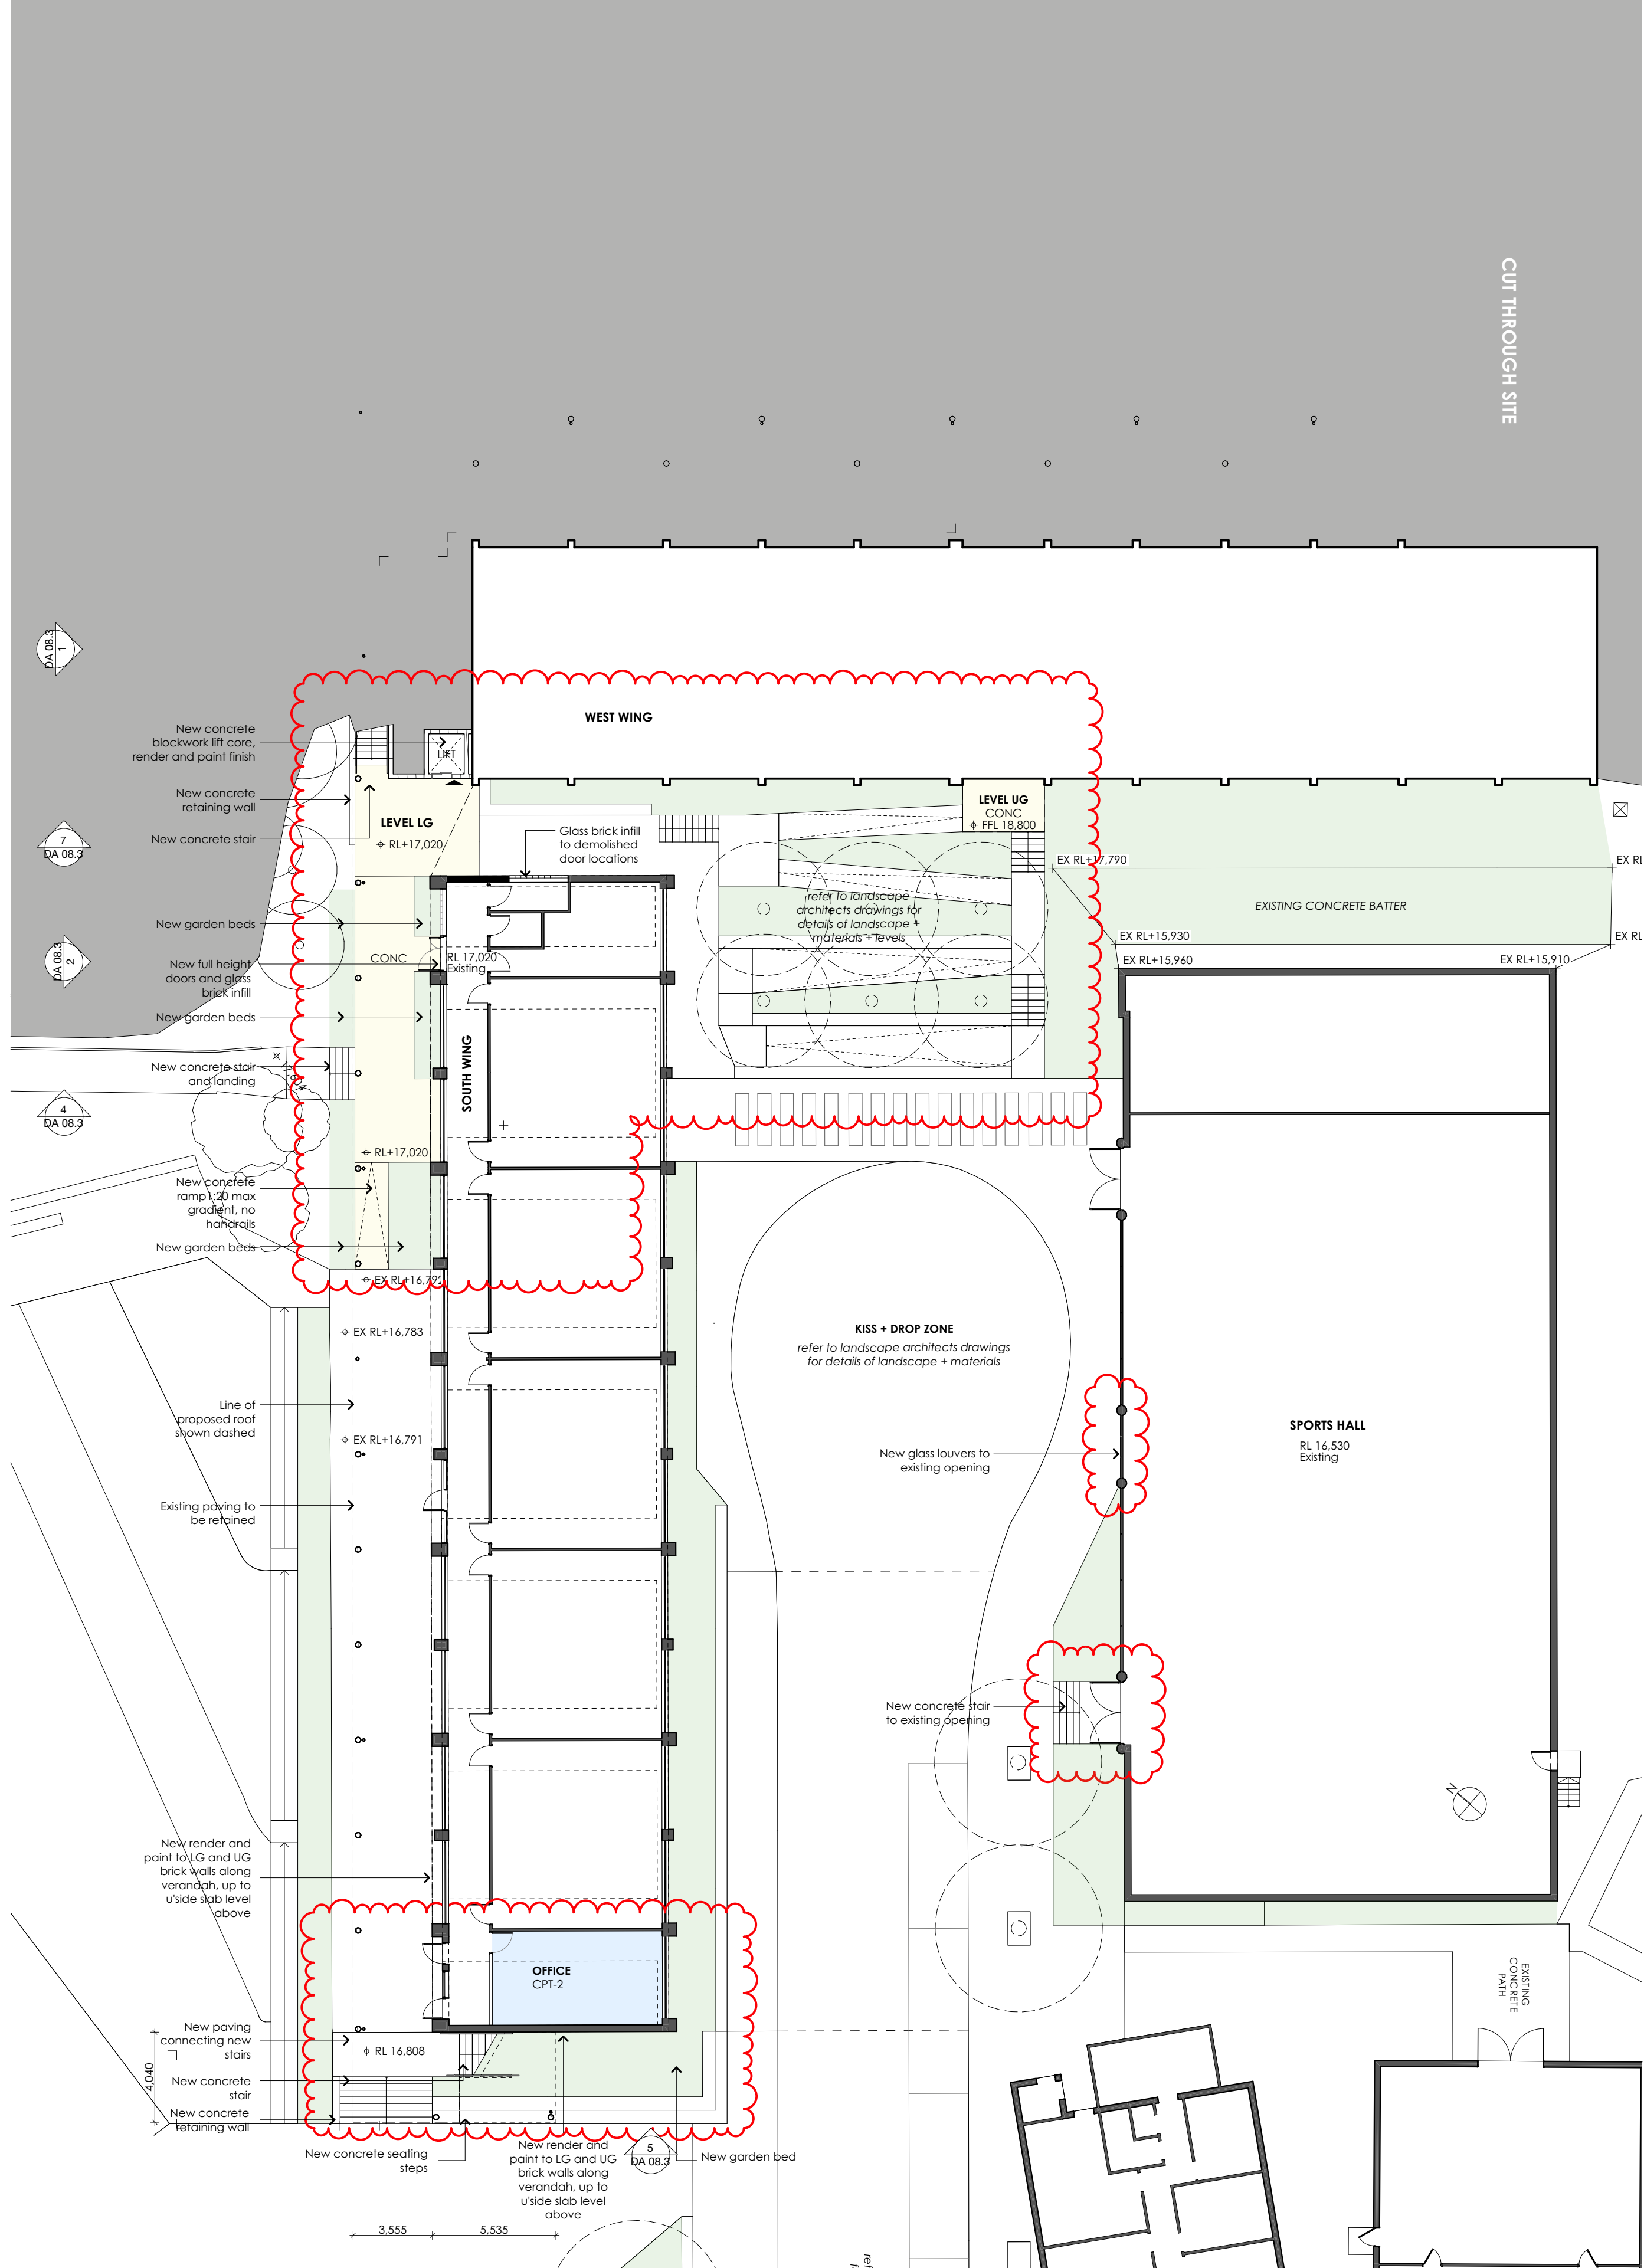 CUT THROUGH SITE
DA 08.3
1
WEST WING
New concrete
blockwork lift core,
render and paint finish
LIFT
New concrete
retaining wall
LEVEL UG
CONC
FFL 18,800
LEVEL LG
RL+17,020
New concrete stair
7
DA 08.3
Glass brick infill
to demolished
door locations
EX RL+17,790
EX RL
refer to landscape
architects drawings for
details of landscape +
materials + levels
EXISTING CONCRETE BATTER
New garden beds
EX RL+15,930
EX RL
DA 08.3
2
CONC
RL 17,020
Existing
New full height
doors and glass
brick infill
EX RL+15,960
EX RL+15,910
New garden beds
SOUTH WING
New concrete stair
and landing
4
DA 08.3
RL+17,020
New concrete
ramp1:20 max
gradient, no
handrails
New garden beds
EX RL+16,792
EX RL+16,783
KISS + DROP ZONE
refer to landscape architects drawings
for details of landscape + materials
Line of
proposed roof
shown dashed
EX RL+16,791
SPORTS HALL
RL 16,530
Existing
New glass louvers to
existing opening
Existing paving to
be retained
New concrete stair
to existing opening
N
New render and
paint to LG and UG
brick walls along
verandah, up to
u'side slab level
above
OFFICE
CPT-2
EXISTING
CONCRETE
PATH
New paving
connecting new
stairs
RL 16,808
4,040
New concrete
stair
New concrete
retaining wall
New concrete seating
steps
New render and
paint to LG and UG
brick walls along
verandah, up to
u'side slab level
above
5
DA 08.3
New garden bed
3,555
5,535
ref